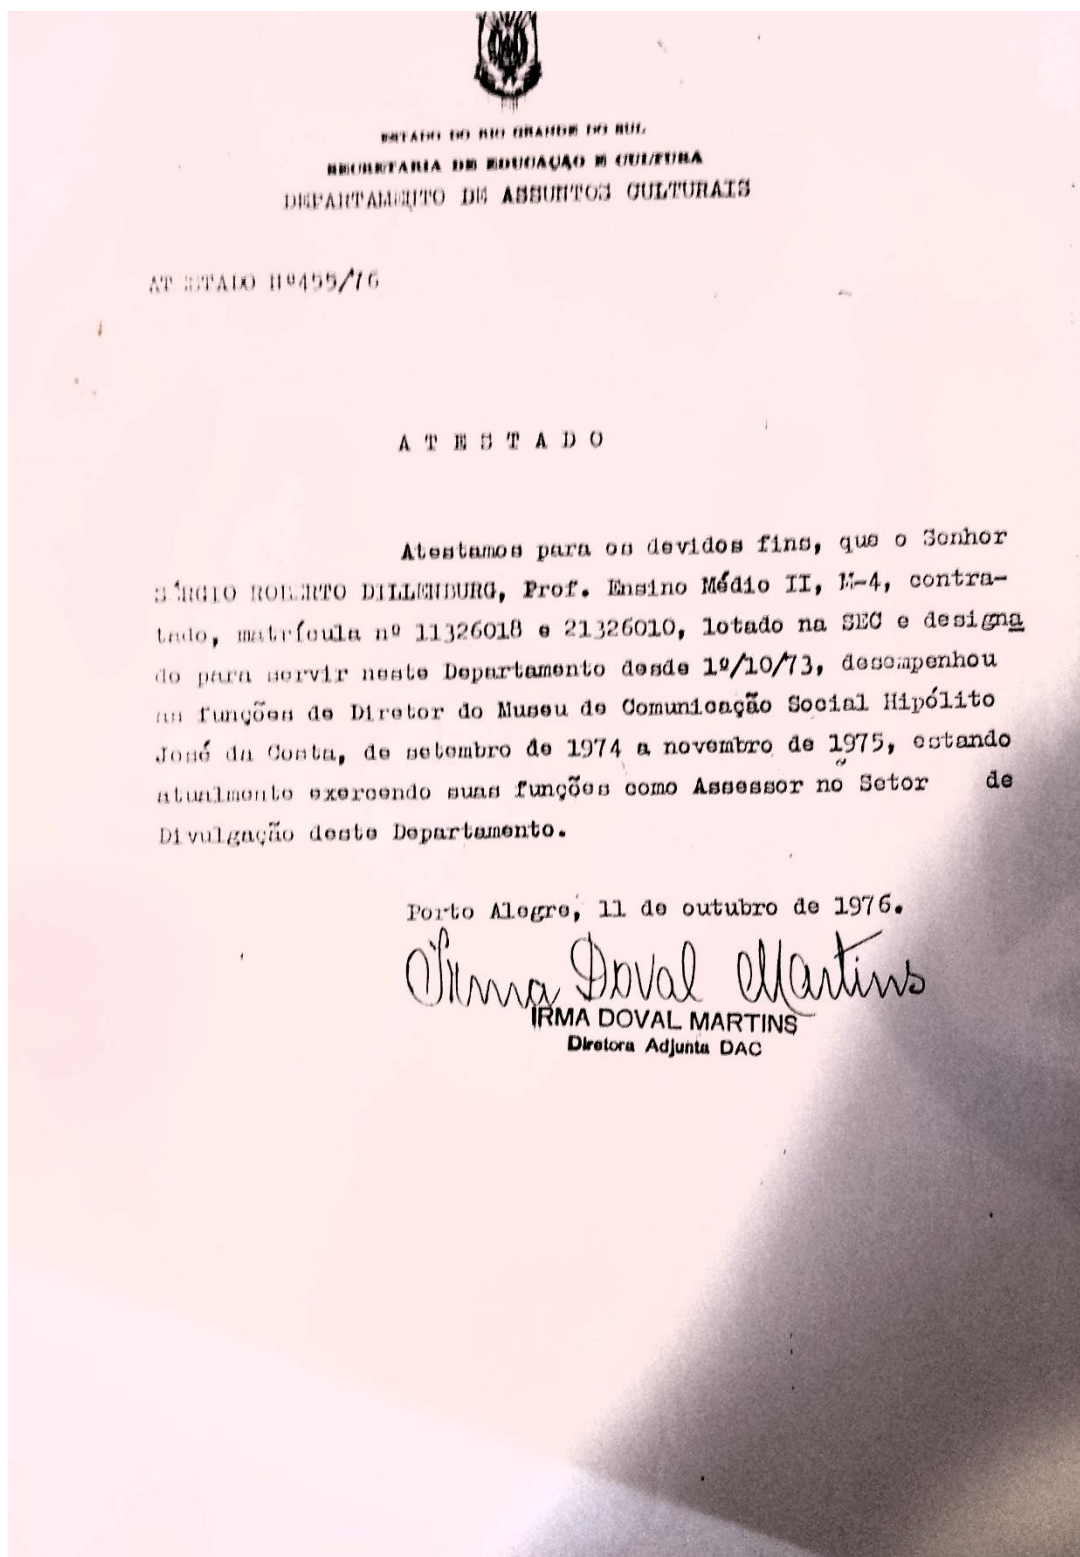 ESTADO DO RIO GRANDE DO SUL
SECRETARIA DE EDUCAÇÃO E CULTURA
DEPARTAMENTO DE ASSUNTOS CULTURAIS
ATESTADO Nº455/76
A T E S T A D O
Atestamos para os devidos fins, que o Senhor
SÉRGIO ROBERTO DILLENBURG, Prof. Ensino Médio II, M-4, contra-
tado, matrícula nº 11326018 e 21326010, lotado na SEC e designa
do para servir neste Departamento desde 1º/10/73, desempenhou
as funções de Diretor do Museu de Comunicação Social Hipólito
José da Costa, de setembro de 1974 a novembro de 1975, estando
atualmente exercendo suas funções como Assessor no Setor de
Divulgação deste Departamento.
Porto Alegre, 11 de outubro de 1976.
Irma Doval Martins
IRMA DOVAL MARTINS
Diretora Adjunta DAC